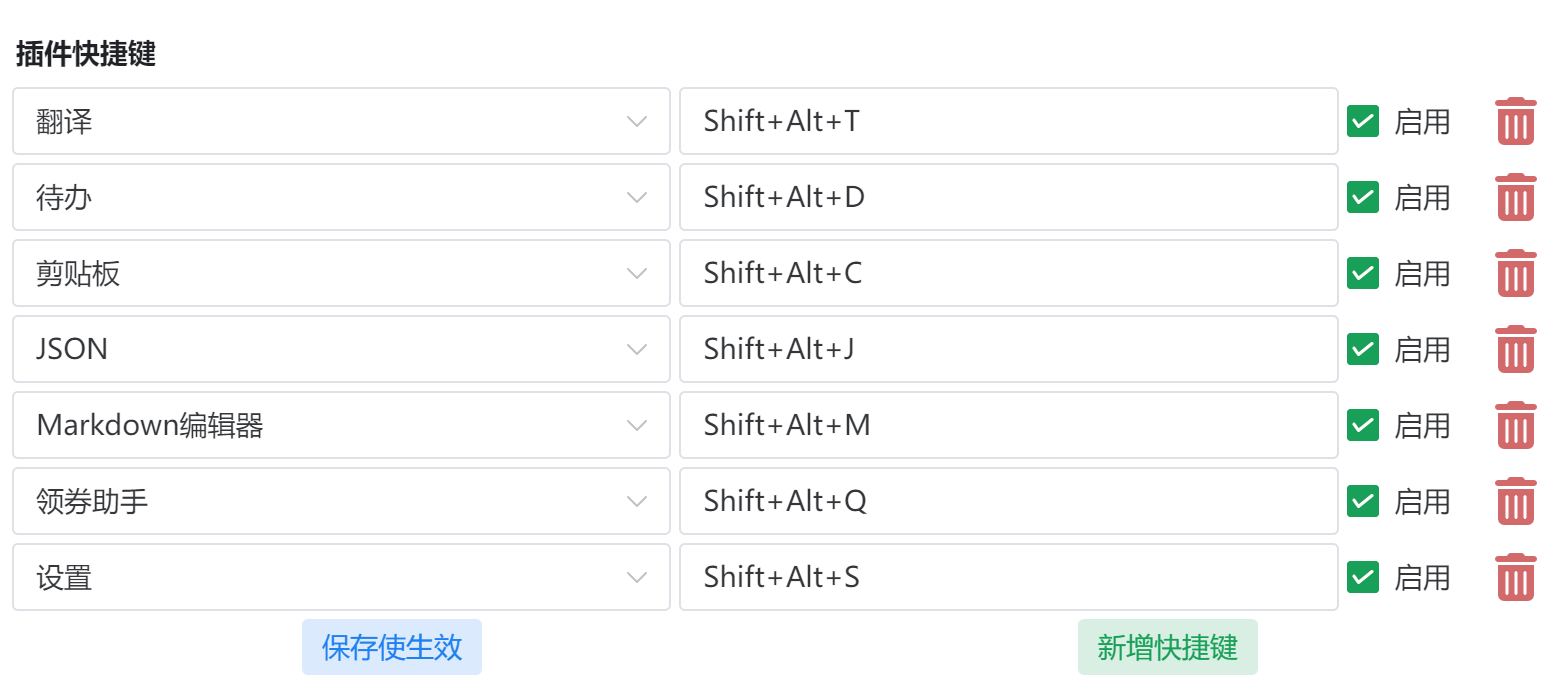 插件快捷键
翻译 Shift+Alt+T 启用
待办 Shift+Alt+D 启用
剪贴板 Shift+Alt+C 启用
JSON Shift+Alt+J 启用
Markdown编辑器 Shift+Alt+M 启用
领券助手 Shift+Alt+Q 启用
设置 Shift+Alt+S 启用
保存使生效 新增快捷键